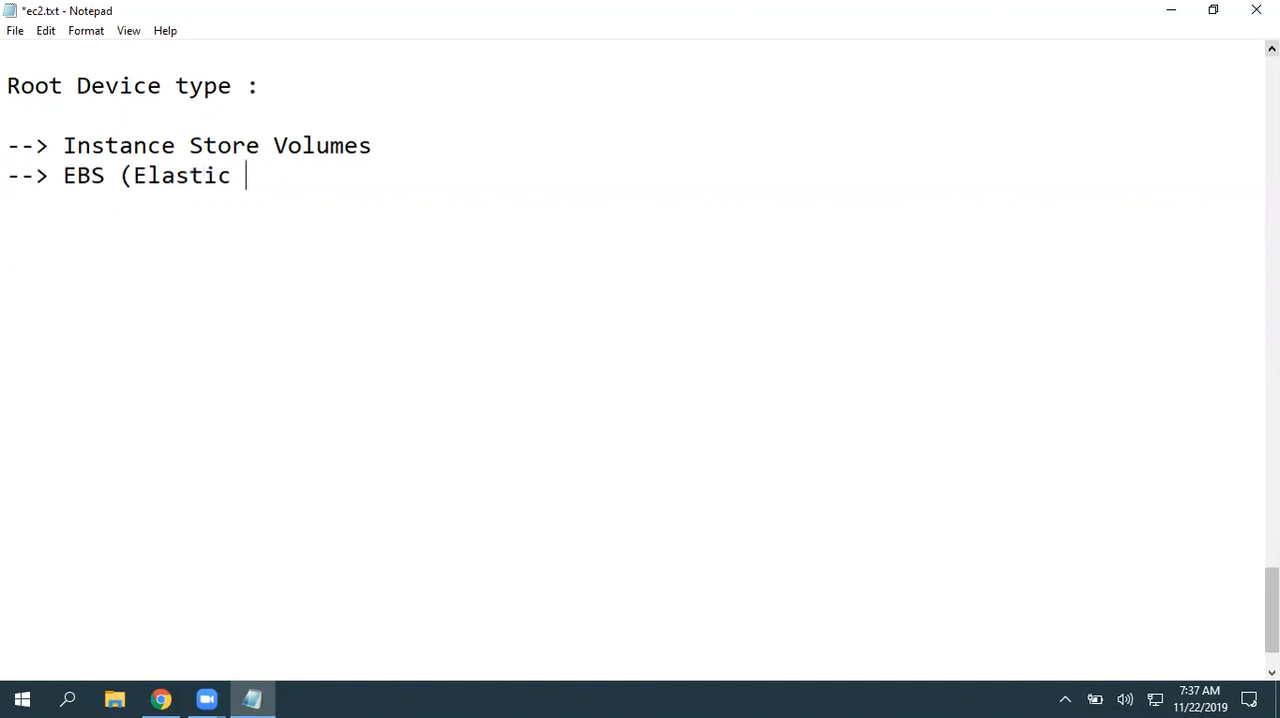 *ec2.txt - Notepad
File Edit Format View Help
Root Device type :
--> Instance Store Volumes
--> EBS (Elastic
7:37 AM
11/22/2019